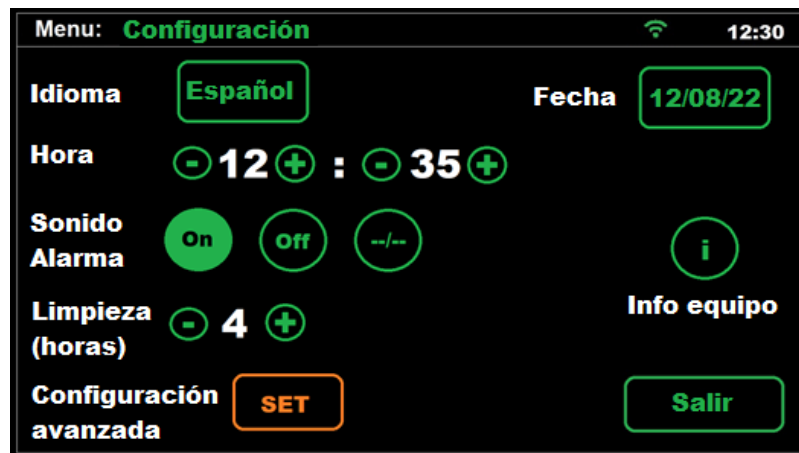 Menu: Configuración 12:30
Idioma Español Fecha 12/08/22
Hora - 12 + : - 35 +
Sonido
Alarma On Off --/-- i
Limpieza
(horas) - 4 + Info equipo
Configuración
avanzada SET Salir